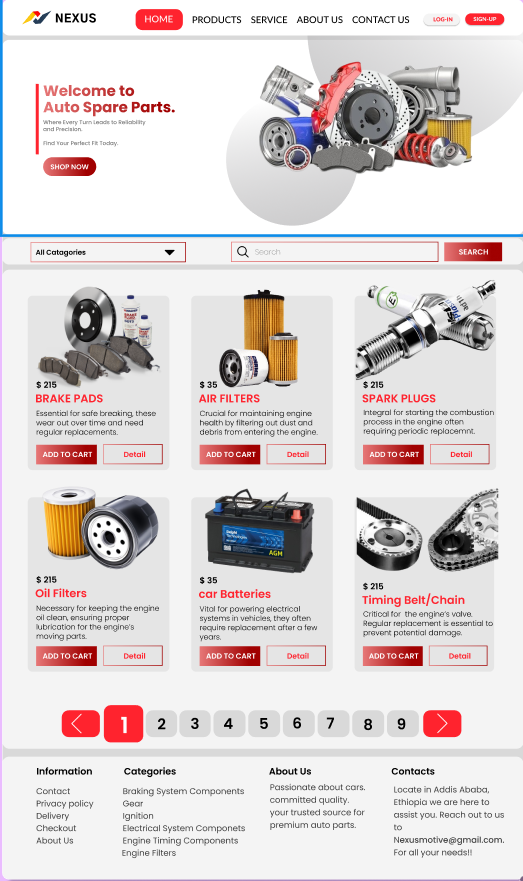 NEXUS
HOME PRODUCTS SERVICE ABOUT US CONTACT US LOG-IN SIGN-UP
Welcome to
Auto Spare Parts.
Where Every Turn Leads to Reliability
and Precision.
Find Your Perfect Fit Today.
SHOP NOW
All Catagories
Search
SEARCH
$ 215
BRAKE PADS
Essential for safe breaking, these
wear out over time and need
regular replacements.
ADD TO CART Detail
$ 35
AIR FILTERS
Crucial for maintaining engine
health by filtering out dust and
debris from entering the engine.
ADD TO CART Detail
$ 215
SPARK PLUGS
Integral for starting the combustion
process in the engine often
requiring periodic replacemnt.
ADD TO CART Detail
$ 215
Oil Filters
Necessary for keeping the engine
oil clean, ensuring proper
lubrication for the engine's
moving parts.
ADD TO CART Detail
AGM
$ 35
car Batteries
Vital for powering electrical
systems in vehicles, they often
require replacement after a few
years.
ADD TO CART Detail
$ 215
Timing Belt/Chain
Critical for the engine's valve.
Regular replacement is essential to
prevent potential damage.
ADD TO CART Detail
1 2 3 4 5 6 7 8 9
Information
Contact
Privacy policy
Delivery
Checkout
About Us
Categories
Braking System Components
Gear
Ignition
Electrical System Componets
Engine Timing Components
Engine Filters
About Us
Passionate about cars.
committed quality.
your trusted source for
premium auto parts.
Contacts
Locate in Addis Ababa,
Ethiopia we are here to
assist you. Reach out to us
to
Nexusmotive@gmail.com.
For all your needs!!